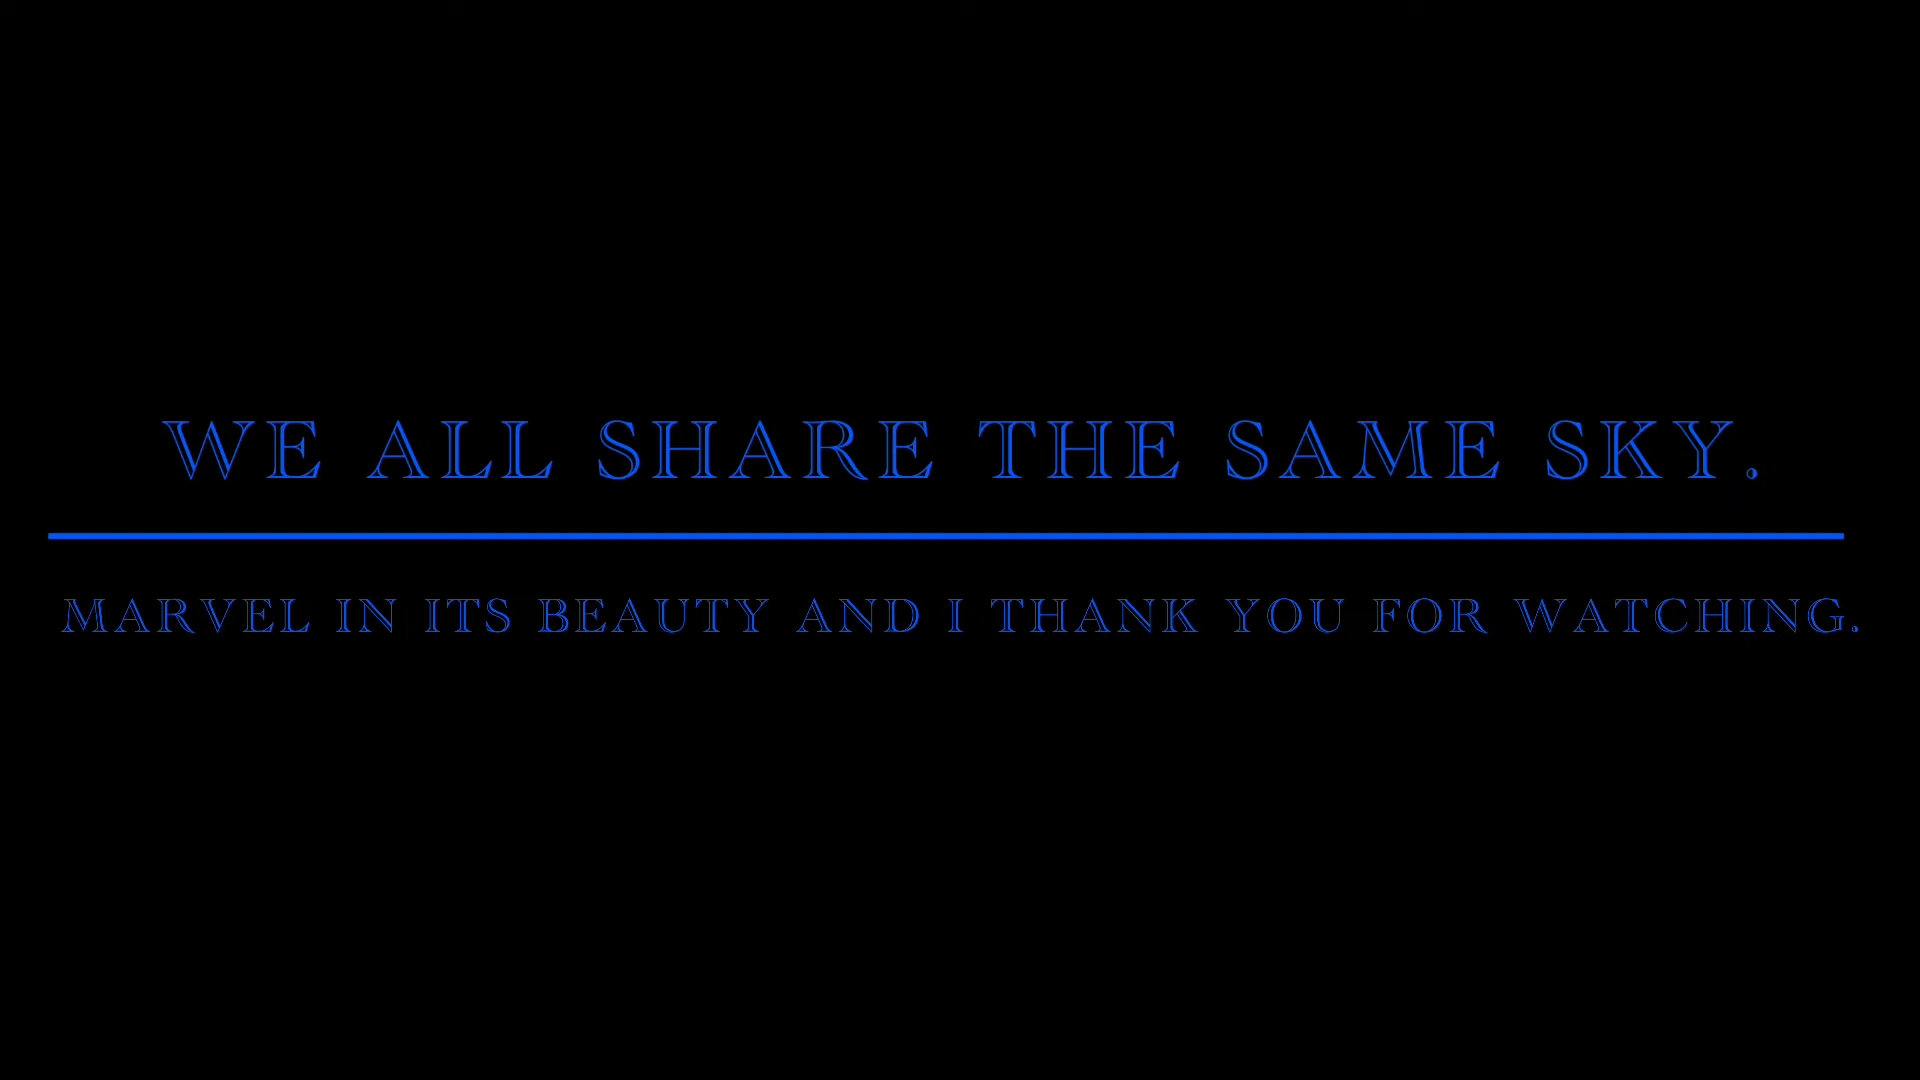 WE ALL SHARE THE SAME SKY.
MARVEL IN ITS BEAUTY AND I THANK YOU FOR WATCHING.